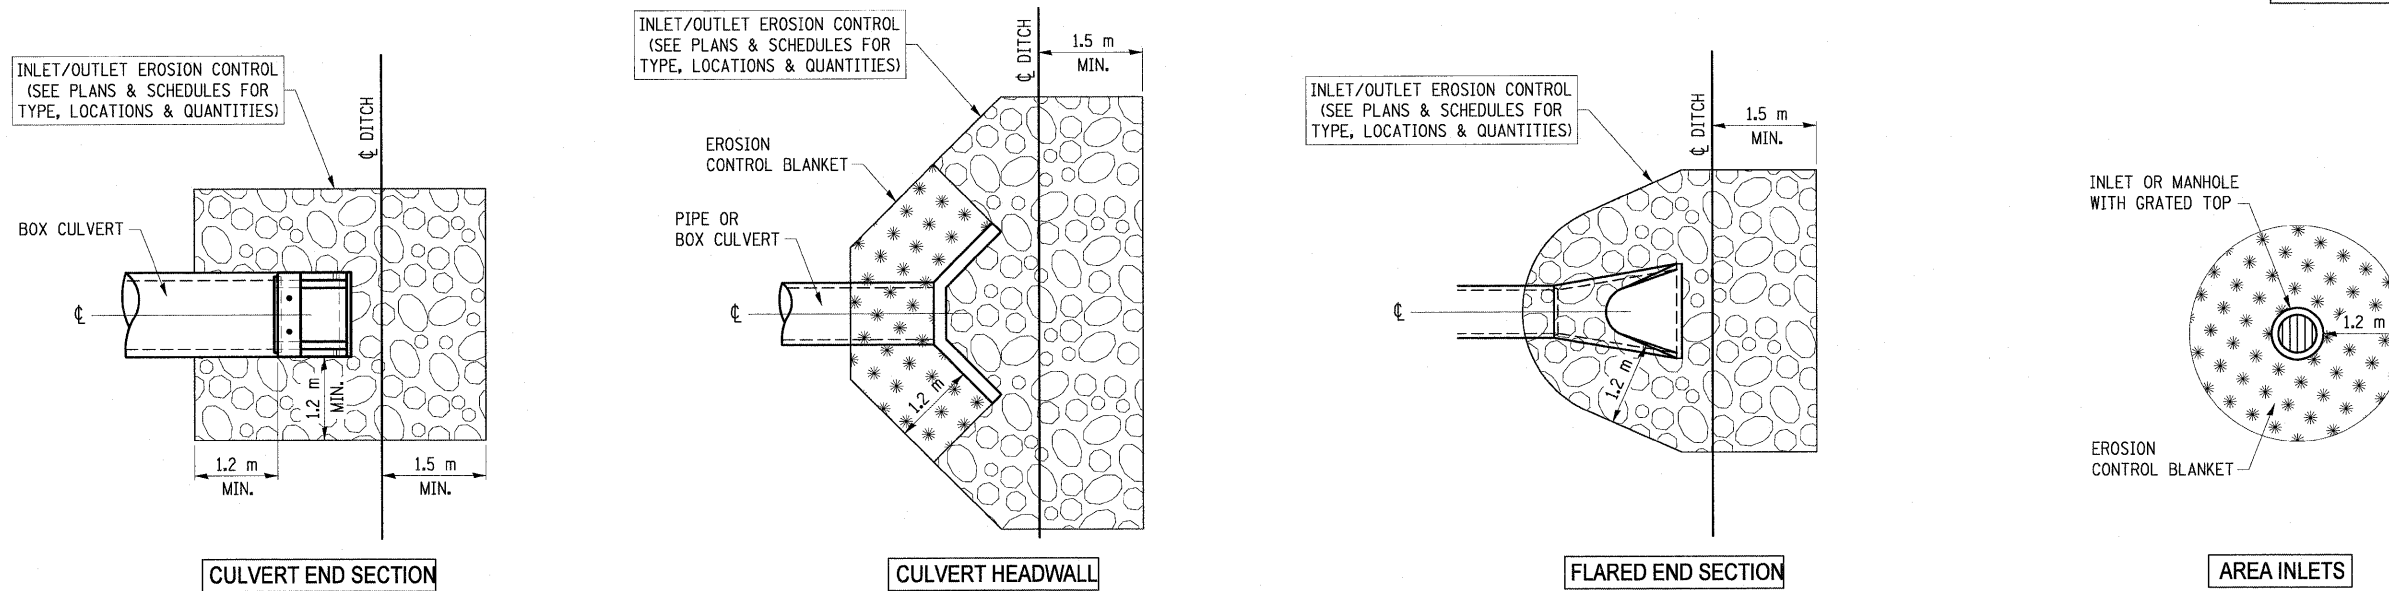 INLET/OUTLET EROSION CONTROL
(SEE PLANS & SCHEDULES FOR
TYPE, LOCATIONS & QUANTITIES)
℄ DITCH
BOX CULVERT
℄
1.2 m
MIN.
1.2 m
MIN.
1.5 m
MIN.
CULVERT END SECTION
INLET/OUTLET EROSION CONTROL
(SEE PLANS & SCHEDULES FOR
TYPE, LOCATIONS & QUANTITIES)
℄ DITCH
1.5 m
MIN.
EROSION
CONTROL BLANKET
PIPE OR
BOX CULVERT
℄
1.2 m
CULVERT HEADWALL
INLET/OUTLET EROSION CONTROL
(SEE PLANS & SCHEDULES FOR
TYPE, LOCATIONS & QUANTITIES)
℄ DITCH
1.5 m
MIN.
℄
1.2 m
FLARED END SECTION
INLET OR MANHOLE
WITH GRATED TOP
1.2 m
EROSION
CONTROL BLANKET
AREA INLETS